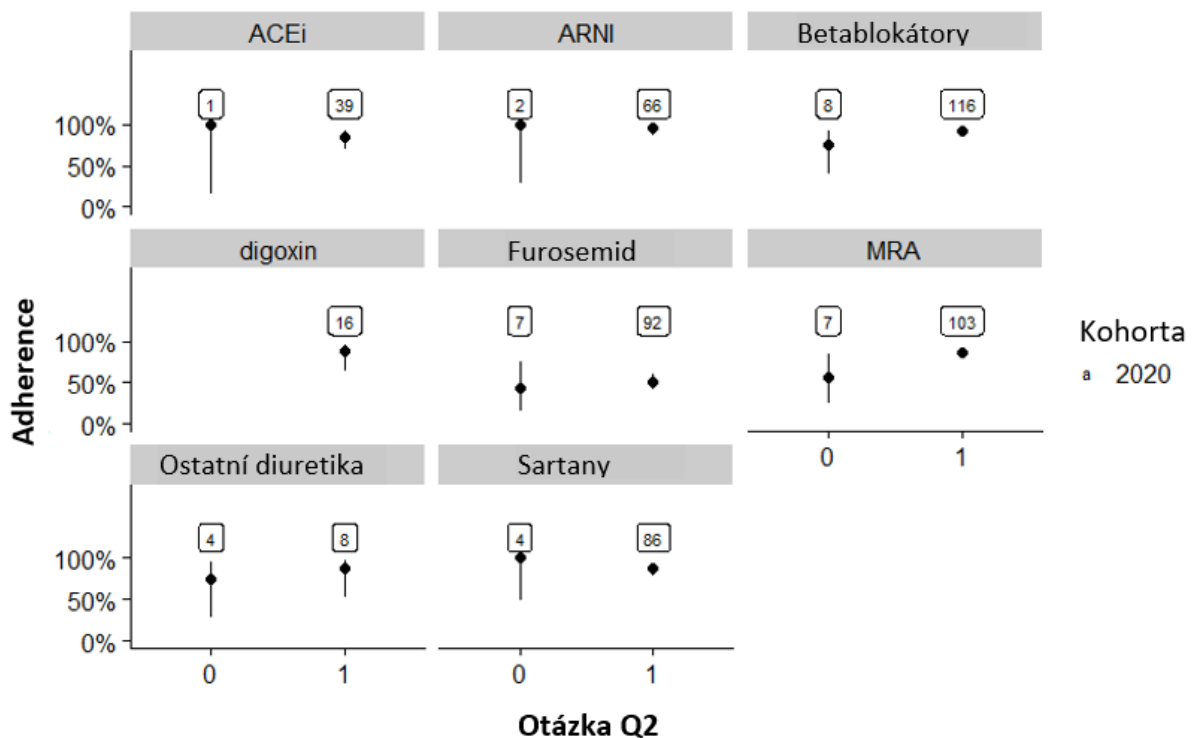 ACEi ARNI Betablokátory
1 39 2 66 8 116
100%
50%
0%
digoxin Furosemid MRA
16 7 92 7 103
100%
50%
0%
0 1
Ostatní diuretika Sartany
4 8 4 86
100%
50%
0%
0 1 0 1
Adherence
Otázka Q2
Kohorta
a 2020